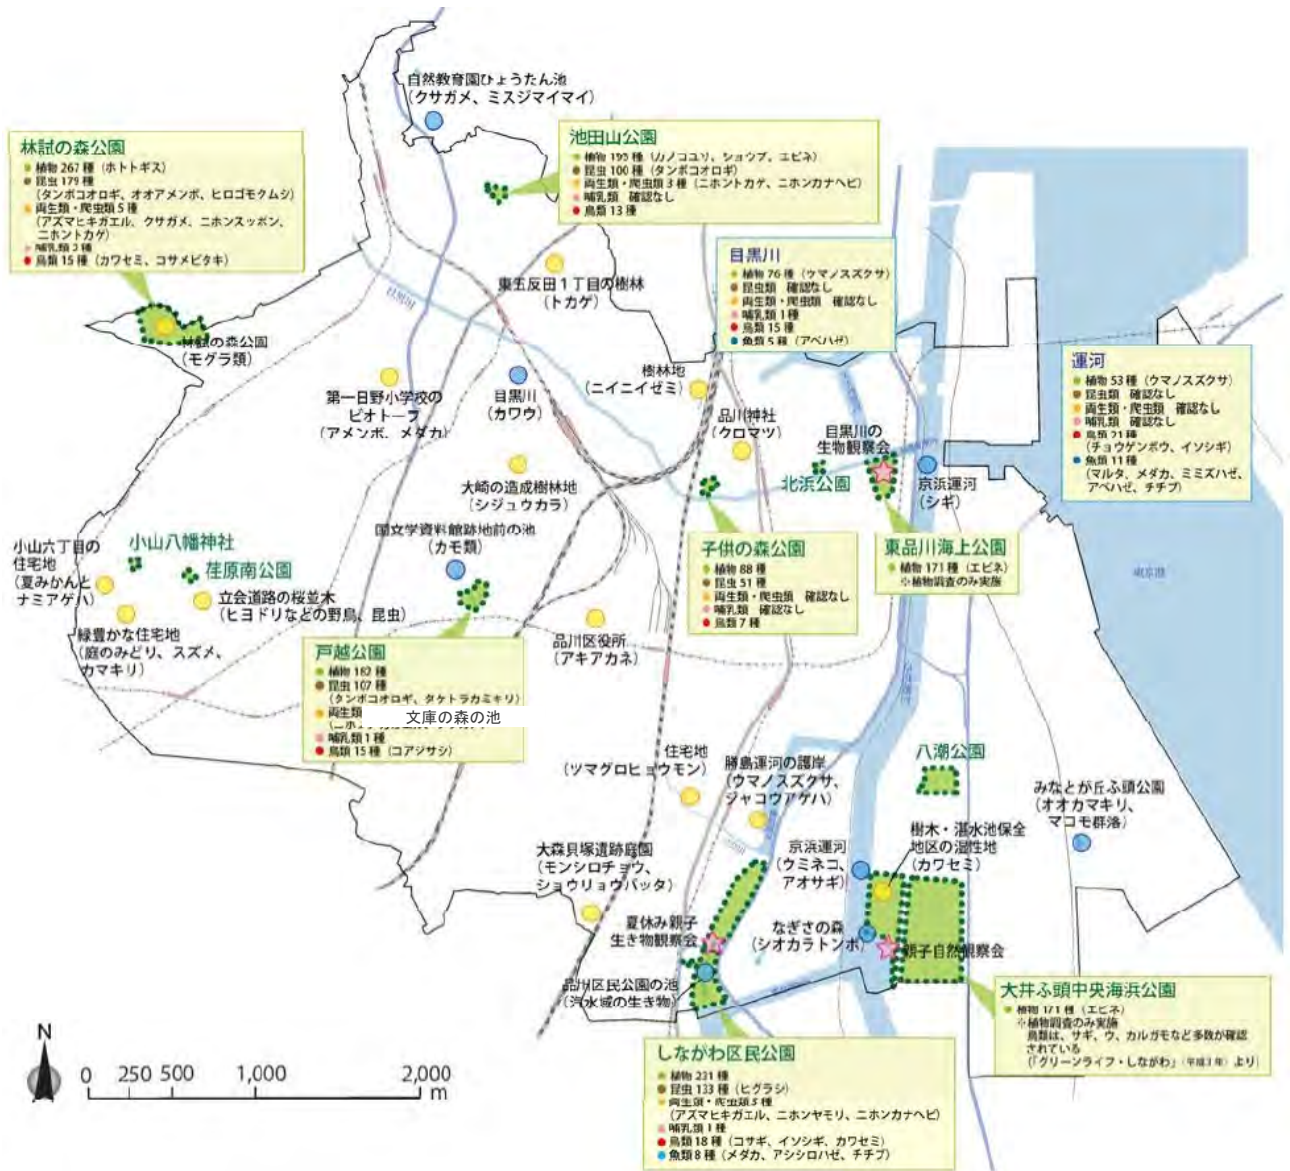 自然教育園ひょうたん池
(クサガメ、ミスジマイマイ)
林試の森公園
植物 267 種 (ホトトギス)
昆虫 179 種
(タンボコオロギ、オオアメンボ、ヒロゴモクムシ)
両生類・爬虫類 5 種
(アズマヒキガエル、クサガメ、ニホンスッポン、
ニホントカゲ)
哺乳類 2 種
鳥類 15 種 (カワセミ、コサメビタキ)
池田山公園
植物 195 種 (カノコユリ、ショウブ、エビネ)
昆虫 100 種 (タンボコオロギ)
両生類・爬虫類 3 種 (ニホントカゲ、ニホンカナヘビ)
哺乳類 確認なし
鳥類 13 種
目黒川
植物 76 種 (ウマノスズクサ)
昆虫類 確認なし
両生類・爬虫類 確認なし
哺乳類 1 種
鳥類 15 種
魚類 5 種 (アベハゼ)
東五反田1丁目の樹林
(トカゲ)
目黒川
林試の森公園
(モグラ類)
運河
植物 53 種 (ウマノスズクサ)
昆虫類 確認なし
両生類・爬虫類 確認なし
哺乳類 確認なし
鳥類 21 種
(チョウゲンボウ、イソシギ)
魚類 11 種
(マルタ、メダカ、ミミズハゼ、
アベハゼ、チチブ)
第一日野小学校の
ビオトープ
(アメンボ、メダカ)
目黒川
(カワウ)
樹林地
(ニイニイゼミ)
品川神社
(クロマツ)
目黒川の
生物観察会
大崎の造成樹林地
(シジュウカラ)
北浜公園
京浜運河
(シギ)
国文学資料館跡地前の池
(カモ類)
小山六丁目の
住宅地
(夏みかんと
ナミアゲハ)
小山八幡神社
荏原南公園
立会道路の桜並木
(ヒヨドリなどの野鳥、昆虫)
緑豊かな住宅地
(庭のみどり、スズメ、
カマキリ)
子供の森公園
植物 88 種
昆虫 51 種
両生類・爬虫類 確認なし
哺乳類 確認なし
鳥類 7 種
東品川海上公園
植物 171 種 (エビネ)
※植物調査のみ実施
東京港
品川区役所
(アキアカネ)
戸越公園
植物 182 種
昆虫 107 種
(タンボコオロギ、タケトラカミキリ)
両生類
文庫の森の池
哺乳類 1 種
鳥類 15 種 (コアジサシ)
住宅地
(ツマグロヒョウモン)
勝島運河の護岸
(ウマノスズクサ、
ジャコウアゲハ)
八潮公園
みなとが丘ふ頭公園
(オオカマキリ、
マコモ群落)
樹木・湛水池保全
地区の湿性地
(カワセミ)
京浜運河
(ウミネコ、
アオサギ)
大森貝塚遺跡庭園
(モンシロチョウ、
ショウリョウバッタ)
夏休み親子
生き物観察会
なぎさの森
(シオカラトンボ)
親子自然観察会
品川区民公園の池
(汽水域の生き物)
大井ふ頭中央海浜公園
植物 171 種 (エビネ)
※植物調査のみ実施
鳥類は、サギ、ウ、カルガモなど多数が確認
されている
(「グリーンライフ・しながわ」(平成3年) より)
しながわ区民公園
植物 231 種
昆虫 133 種 (ヒグラシ)
両生類・爬虫類 3 種
(アズマヒキガエル、ニホンヤモリ、ニホンカナヘビ)
哺乳類 1 種
鳥類 18 種 (コサギ、イソシギ、カワセミ)
魚類 8 種 (メダカ、アシシロハゼ、チチブ)
N
0 250 500 1,000 2,000
m